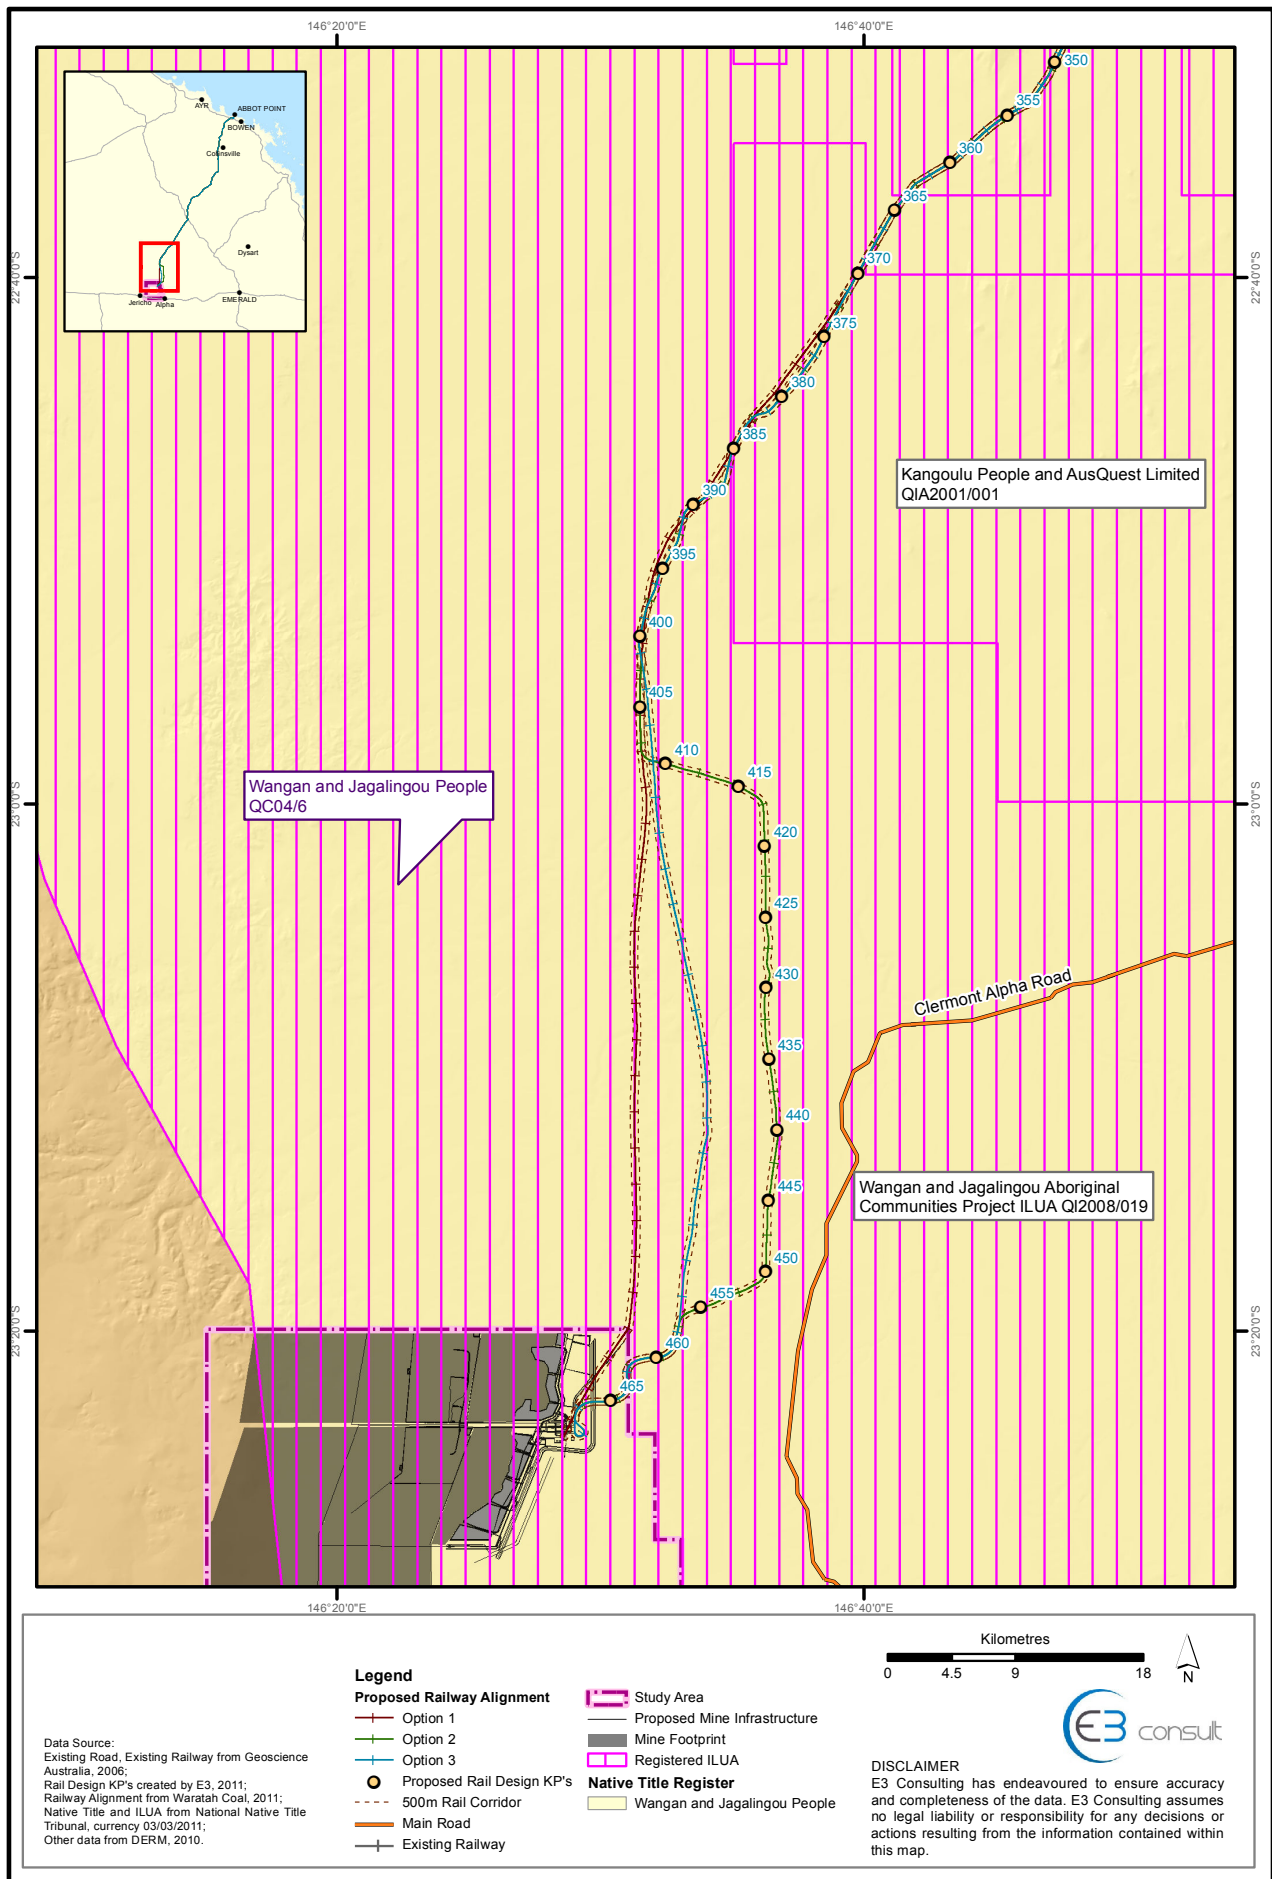 146°20'0"E
146°40'0"E
AYR
ABBOT POINT
BOWEN
Collinsville
Dysart
Jericho
Alpha
EMERALD
22°40'0"S
22°40'0"S
350
355
360
365
370
375
380
385
390
395
400
405
410
415
420
425
430
435
440
445
450
455
460
465
Kangoulu People and AusQuest Limited
QIA2001/001
Wangan and Jagalingou People
QC04/6
23°0'0"S
23°0'0"S
Clermont Alpha Road
Wangan and Jagalingou Aboriginal
Communities Project ILUA QI2008/019
23°20'0"S
23°20'0"S
146°20'0"E
146°40'0"E
Data Source:
Existing Road, Existing Railway from Geoscience
Australia, 2006;
Rail Design KP's created by E3, 2011;
Railway Alignment from Waratah Coal, 2011;
Native Title and ILUA from National Native Title
Tribunal, currency 03/03/2011;
Other data from DERM, 2010.
Legend
Proposed Railway Alignment
Option 1
Option 2
Option 3
Proposed Rail Design KP's
500m Rail Corridor
Main Road
Existing Railway
Study Area
Proposed Mine Infrastructure
Mine Footprint
Registered ILUA
Native Title Register
Wangan and Jagalingou People
Kilometres
0 4.5 9 18
N
E3 consult
DISCLAIMER
E3 Consulting has endeavoured to ensure accuracy
and completeness of the data. E3 Consulting assumes
no legal liability or responsibility for any decisions or
actions resulting from the information contained within
this map.